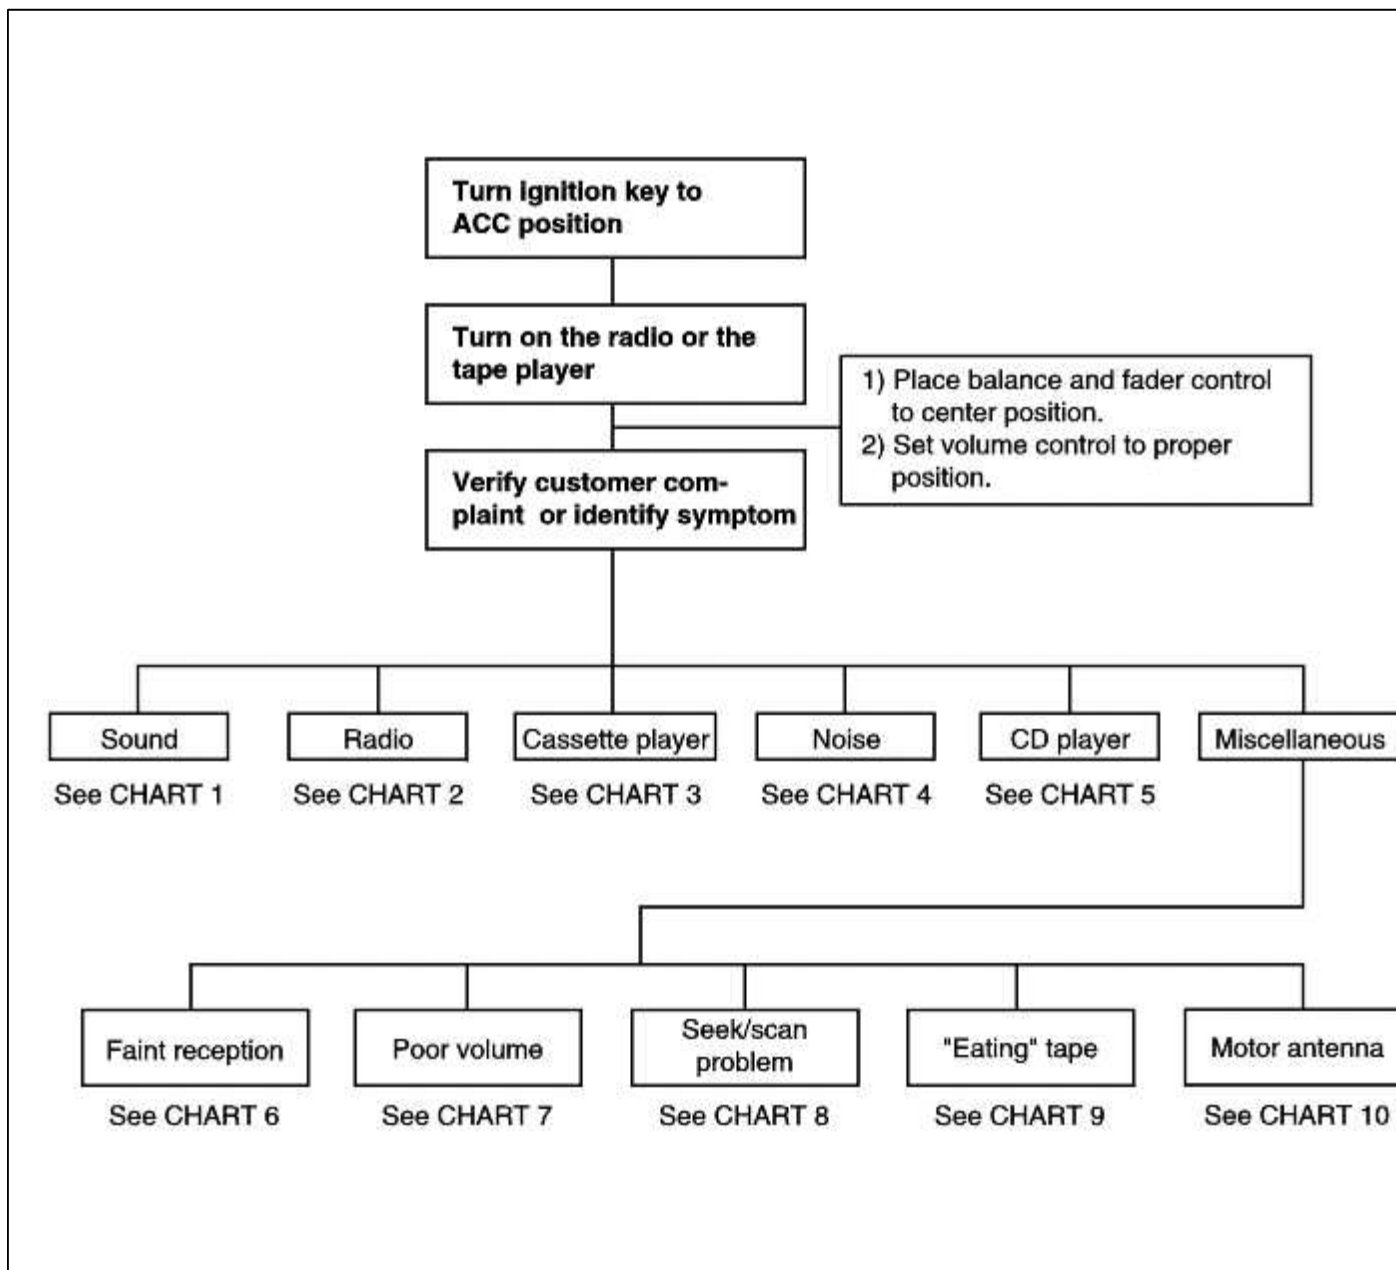 Turn ignition key to
ACC position
Turn on the radio or the
tape player
1) Place balance and fader control
to center position.
2) Set volume control to proper
position.
Verify customer com-
plaint or identify symptom
Sound
Radio
Cassette player
Noise
CD player
Miscellaneous
See CHART 1
See CHART 2
See CHART 3
See CHART 4
See CHART 5
Faint reception
Poor volume
Seek/scan
problem
"Eating" tape
Motor antenna
See CHART 6
See CHART 7
See CHART 8
See CHART 9
See CHART 10